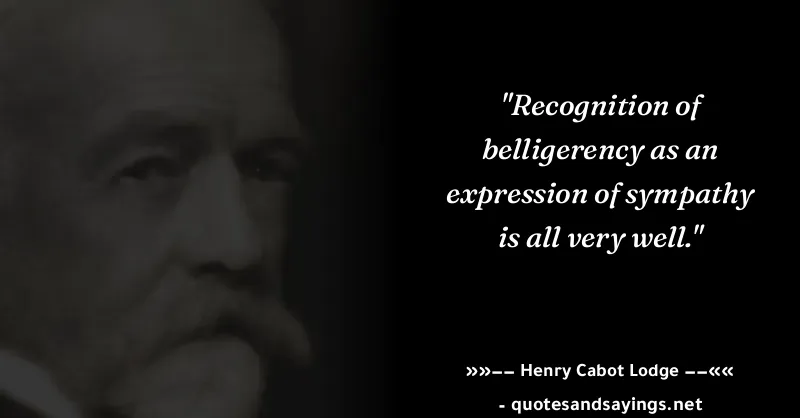 "Recognition of
belligerency as an
expression of sympathy
is all very well."
»»–– Henry Cabot Lodge ––««
- quotesandsayings.net